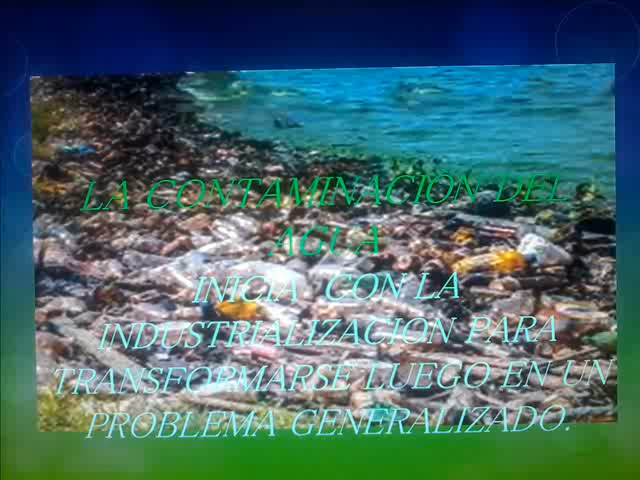 LA CONTAMINACION DEL
AGUA
INICIA CON LA
INDUSTRIALIZACION PARA
TRANSFORMARSE LUEGO EN UN
PROBLEMA GENERALIZADO.